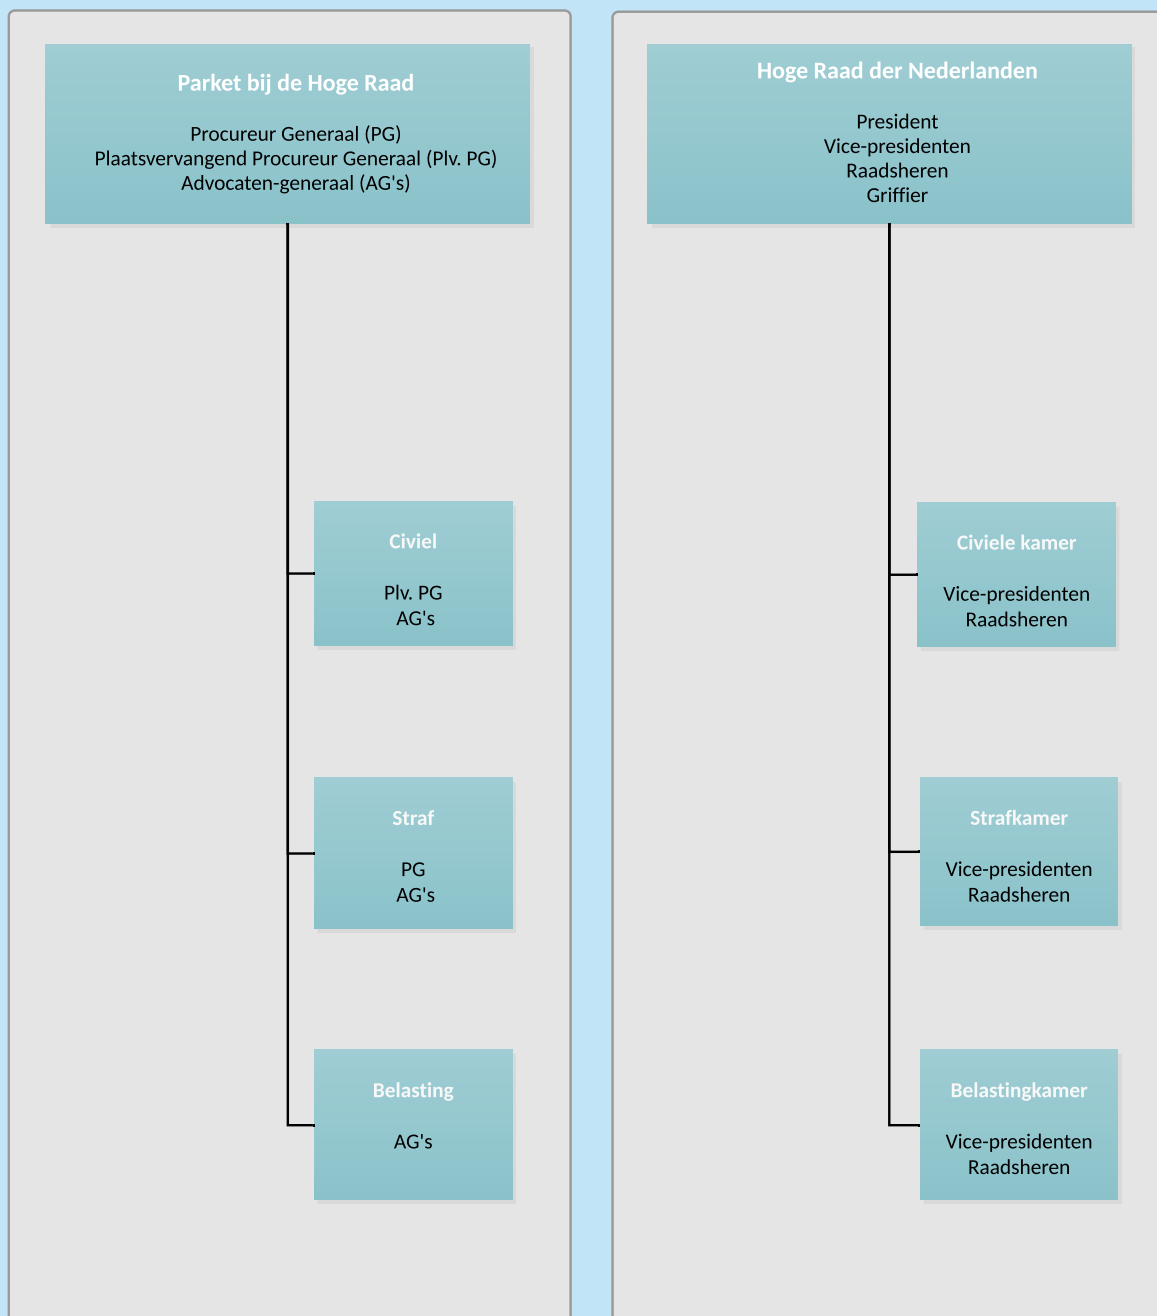 Parket bij de Hoge Raad
Procureur Generaal (PG)
Plaatsvervangend Procureur Generaal (Plv. PG)
Advocaten-generaal (AG's)
Civiel
Plv. PG
AG's
Straf
PG
AG's
Belasting
AG's
Hoge Raad der Nederlanden
President
Vice-presidenten
Raadsheren
Griffier
Civiele kamer
Vice-presidenten
Raadsheren
Strafkamer
Vice-presidenten
Raadsheren
Belastingkamer
Vice-presidenten
Raadsheren